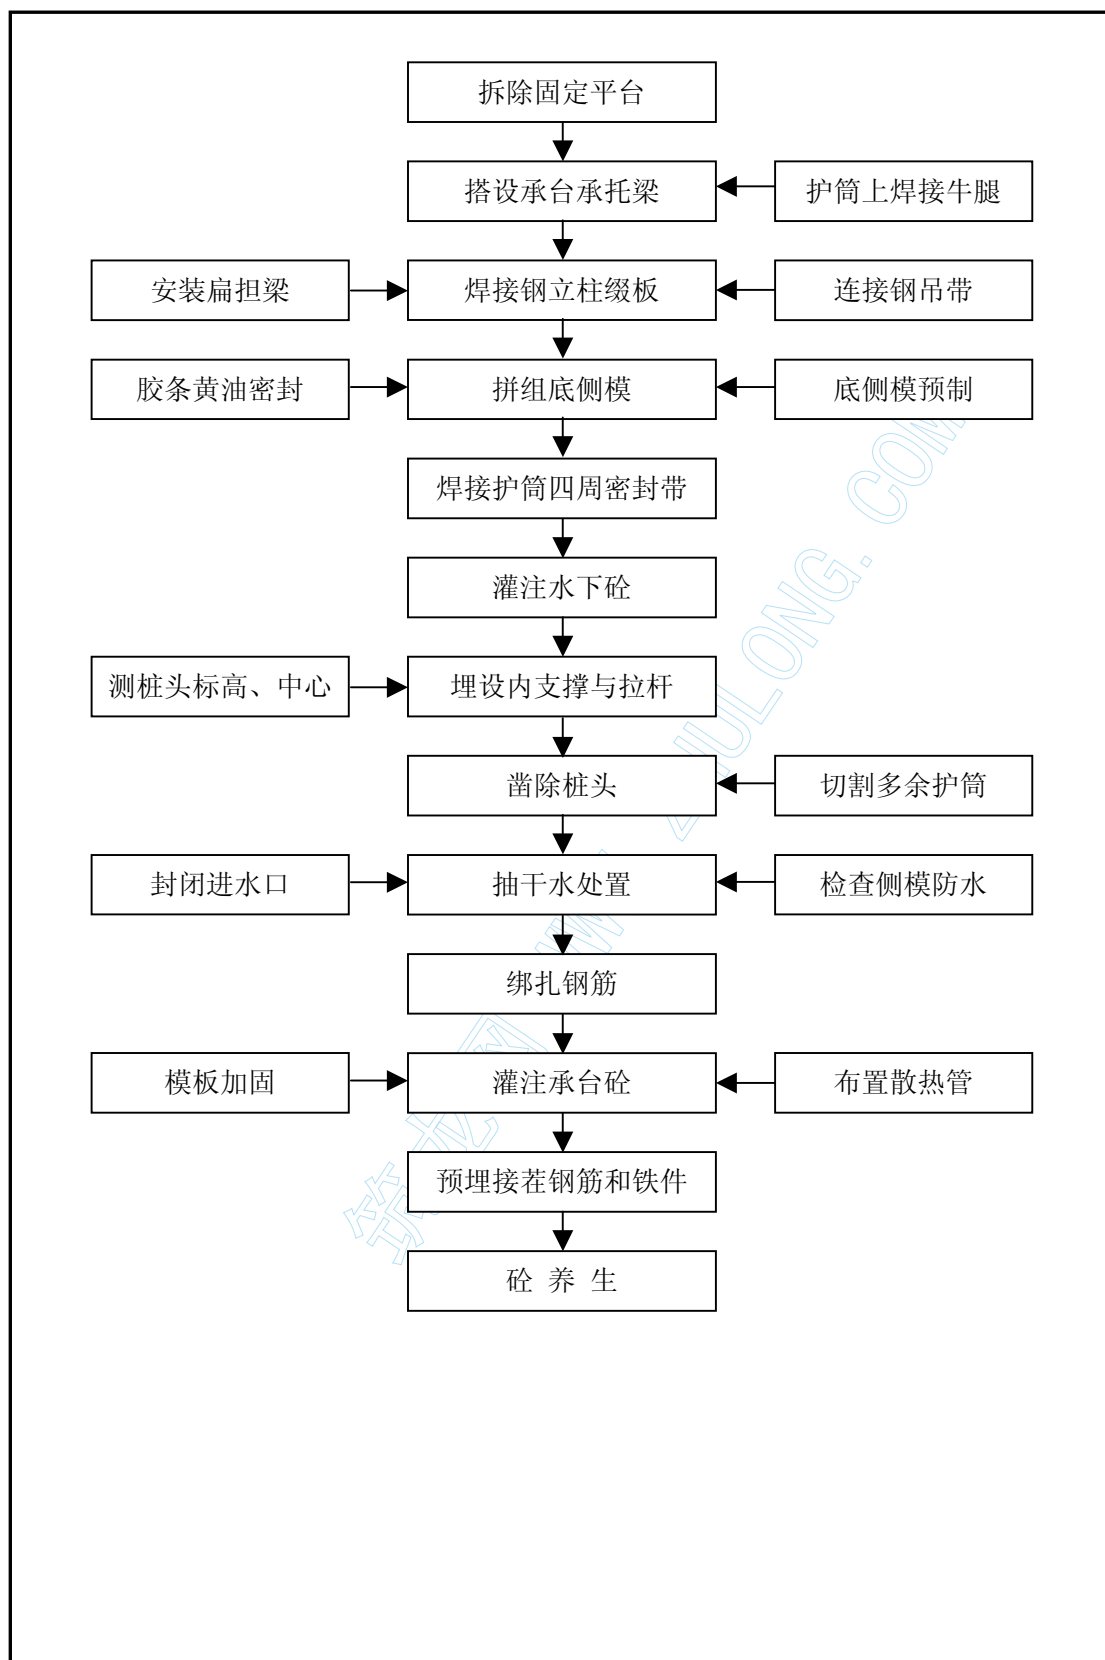 拆除固定平台
搭设承台承托梁
护筒上焊接牛腿
安装扁担梁
焊接钢立柱缀板
连接钢吊带
胶条黄油密封
拼组底侧模
底侧模预制
焊接护筒四周密封带
灌注水下砼
测桩头标高、中心
埋设内支撑与拉杆
凿除桩头
切割多余护筒
封闭进水口
抽干水处置
检查侧模防水
绑扎钢筋
模板加固
灌注承台砼
布置散热管
预埋接茬钢筋和铁件
砼 养 生